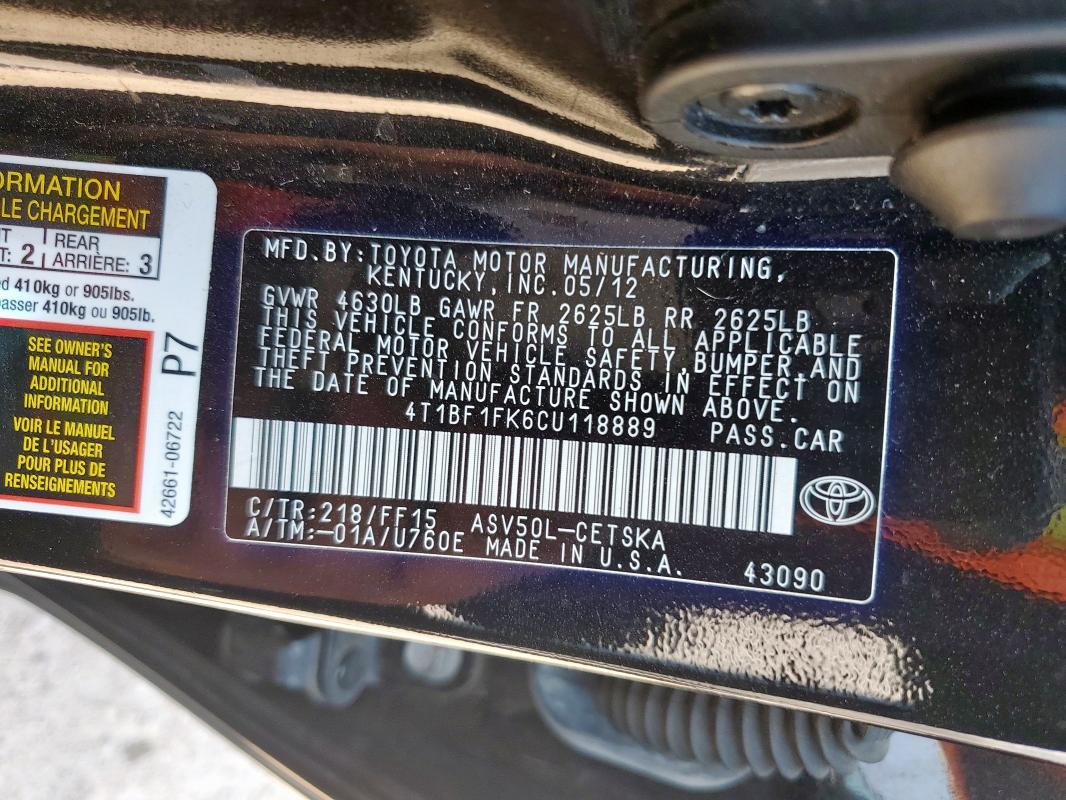 ORMATION
LE CHARGEMENT
T: 2 REAR
ARRIÈRE: 3
d 410kg or 905lbs.
passer 410kg ou 905lb.
SEE OWNER'S
MANUAL FOR
ADDITIONAL
INFORMATION
VOIR LE MANUEL
DE L'USAGER
POUR PLUS DE
RENSEIGNEMENTS
P7
42661-06722
MFD.BY:TOYOTA MOTOR MANUFACTURING,
KENTUCKY,INC.05/12
GVWR 4630LB GAWR FR 2625LB RR 2625LB
THIS VEHICLE CONFORMS TO ALL APPLICABLE
FEDERAL MOTOR VEHICLE SAFETY,BUMPER,AND
THEFT PREVENTION STANDARDS IN EFFECT ON
THE DATE OF MANUFACTURE SHOWN ABOVE.
4T1BF1FK6CU118889 PASS.CAR
C/TR:218/FF15 ASV50L-CETSKA
A/TM:-01A/U760E MADE IN U.S.A. 43090